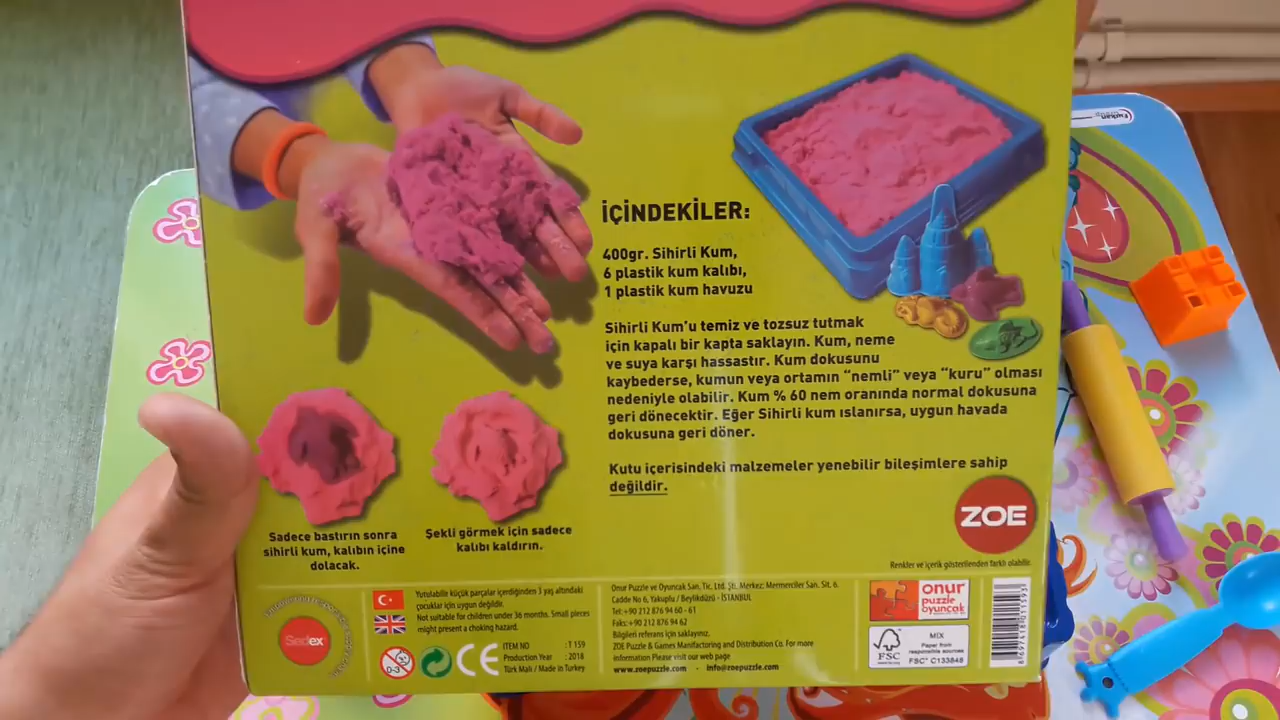 İÇİNDEKİLER:
400gr. Sihirli Kum,
6 plastik kum kalıbı,
1 plastik kum havuzu
Sihirli Kum'u temiz ve tozsuz tutmak
için kapalı bir kapta saklayın. Kum, neme
ve suya karşı hassastır. Kum dokusunu
kaybederse, kumun veya ortamın “nemli” veya “kuru” olması
nedeniyle olabilir. Kum % 60 nem oranında normal dokusuna
geri dönecektir. Eğer Sihirli kum ıslanırsa, uygun havada
dokusuna geri döner.
Kutu içerisindeki malzemeler yenebilir bileşimlere sahip
değildir.
Sadece bastırın sonra
sihirli kum, kalıbın içine
dolacak.
Şekli görmek için sadece
kalıbı kaldırın.
ZOE
Renkler ve içerik gösterilenden farklı olabilir.
Sedex
Yutulabilir küçük parçalar içerdiğinden 3 yaş altındaki
çocuklar için uygun değildir.
Not suitable for children under 36 months. Small pieces
might present a choking hazard.
0-3
CE
ITEM NO : T 159
Production Year : 2018
Türk Malı / Made in Turkey
Onur Puzzle ve Oyuncak San. Tic. Ltd. Şti. Merkez: Mermerciler San. Sit. 6.
Cadde No 6, Yakuplu / Beylikdüzü - İSTANBUL
Tel:+90 212 876 94 60 - 61
Faks:+90 212 876 94 62
Bilgileri referans için saklayınız.
ZOE Puzzle & Games Manifacturing and Distribution Co. For more
information Please visit our web page
www.zoepuzzle.com - info@zoepuzzle.com
onur
puzzle
oyuncak
FSC
MIX
Paper from
responsible sources
FSC® C133848
8697418011593